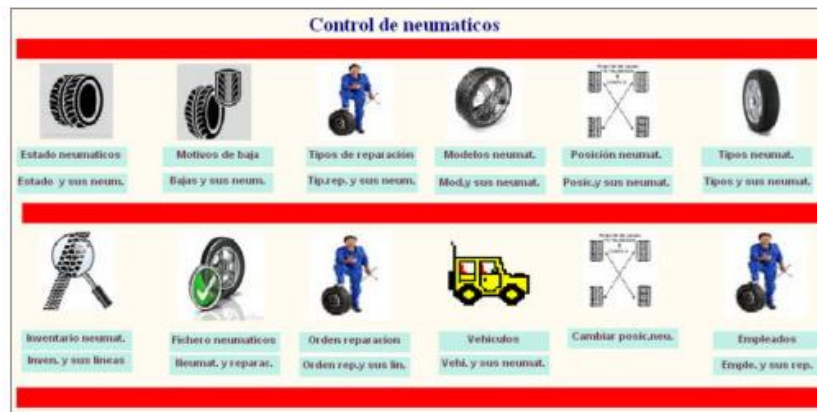 Control de neumaticos
Estado neumaticos
Motivos de baja
Tipos de reparación
Modelos neumat.
Posición neumat.
Tipos neumat.
Estado y sus neum.
Bajas y sus neum.
Tip.rep. y sus neum.
Mod.y sus neumat.
Posic.y sus neumat.
Tipos y sus neumat.
Inventario neumat.
Fichero neumaticos
Orden reparacion
Vehiculos
Cambiar posic.neu.
Empleados
Inven. y sus lineas
Neumat. y reparac.
Orden rep.y sus lin.
Vehi. y sus neumat.
Emple. y sus rep.